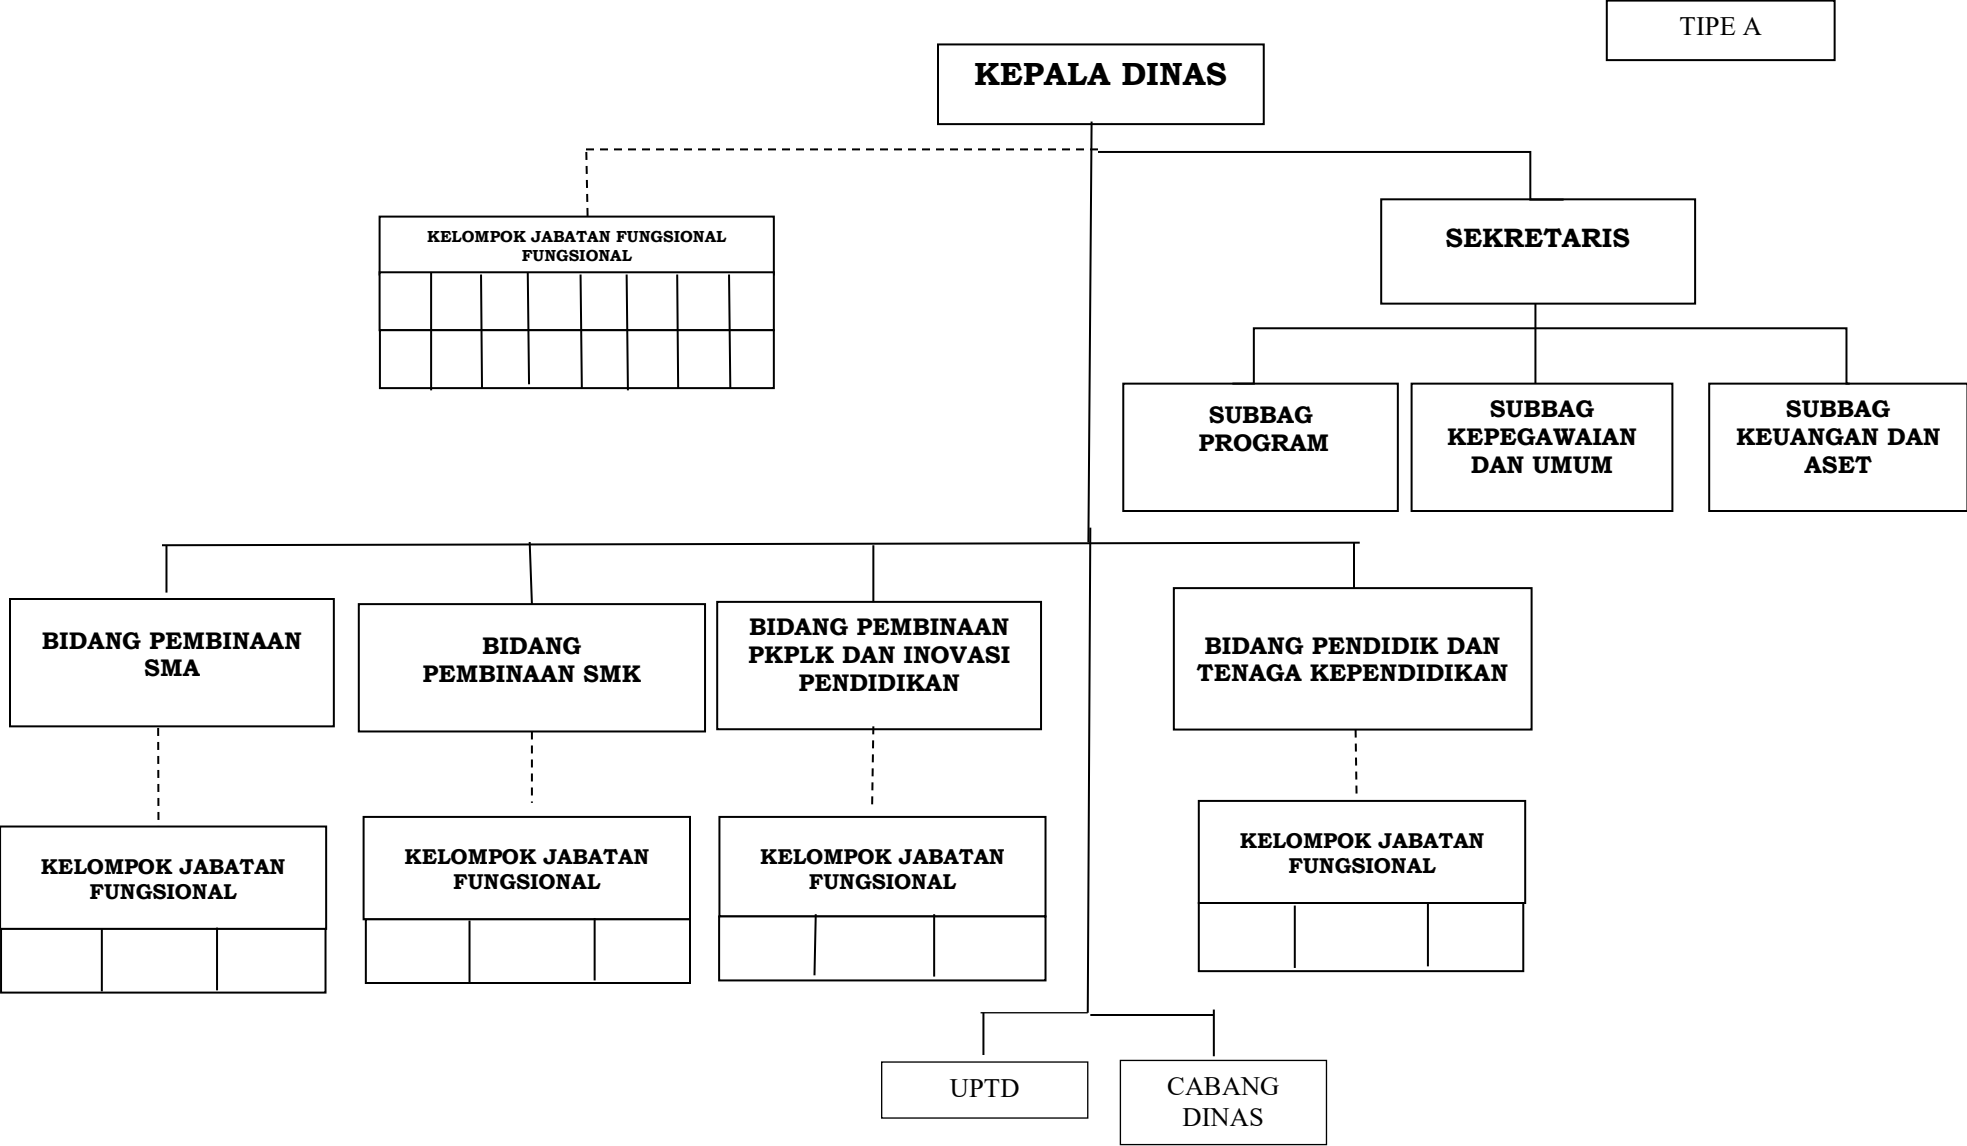 TIPE A
KEPALA DINAS
KELOMPOK JABATAN FUNGSIONAL
FUNGSIONAL
SEKRETARIS
SUBBAG
PROGRAM
SUBBAG
KEPEGAWAIAN
DAN UMUM
SUBBAG
KEUANGAN DAN
ASET
BIDANG PEMBINAAN
SMA
BIDANG
PEMBINAAN SMK
BIDANG PEMBINAAN
PKPLK DAN INOVASI
PENDIDIKAN
BIDANG PENDIDIK DAN
TENAGA KEPENDIDIKAN
KELOMPOK JABATAN
FUNGSIONAL
KELOMPOK JABATAN
FUNGSIONAL
KELOMPOK JABATAN
FUNGSIONAL
KELOMPOK JABATAN
FUNGSIONAL
UPTD
CABANG
DINAS